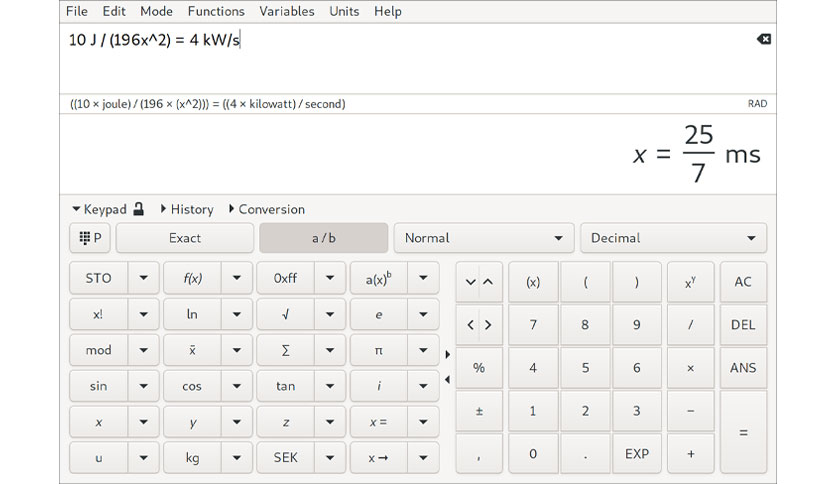 File Edit Mode Functions Variables Units Help
10 J / (196x^2) = 4 kW/s
((10 × joule) / (196 × (x^2))) = ((4 × kilowatt) / second) RAD
x = 25/7 ms
Keypad History Conversion
P Exact a / b Normal Decimal
STO f(x) 0xff a(x)^b (x) ( ) x^y AC
x! ln √ e 7 8 9 / DEL
mod x̄ Σ π % 4 5 6 × ANS
sin cos tan i ± 1 2 3 −
x y z x = =
u kg SEK x→ , 0 . EXP +